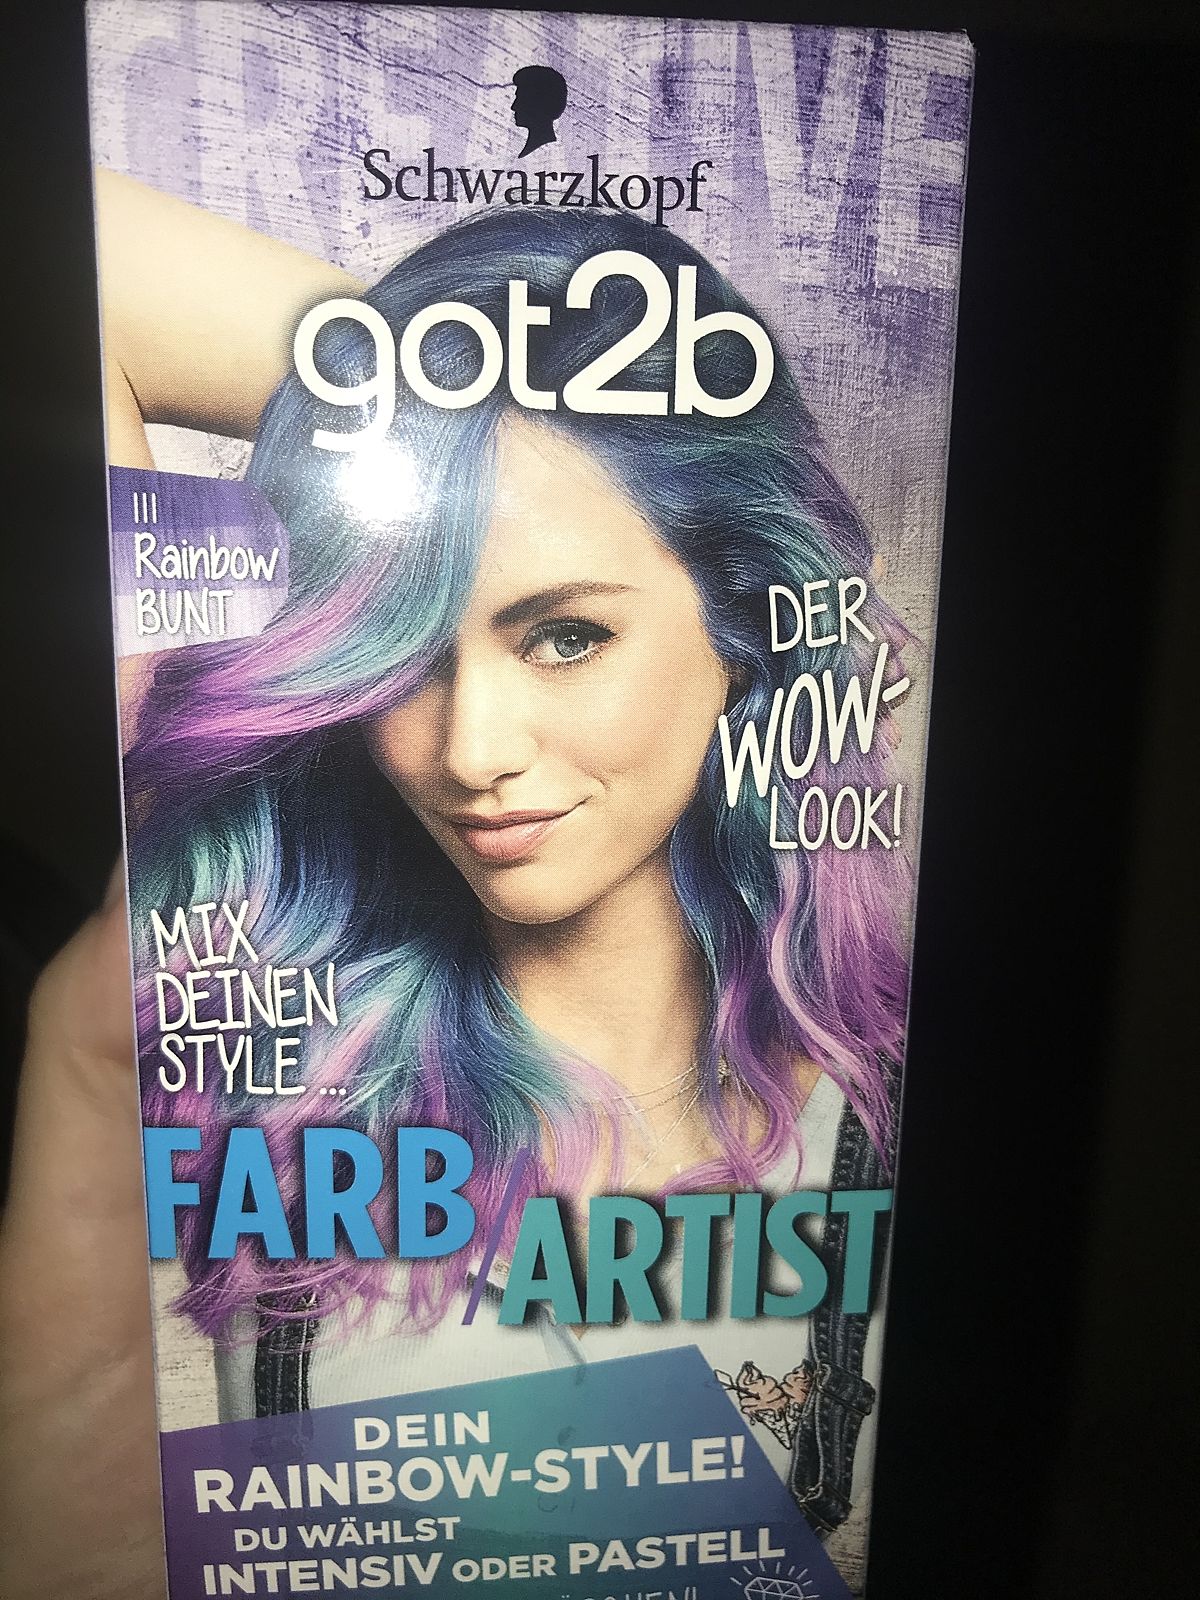 CREATIVE
Schwarzkopf
got2b
III
Rainbow
BUNT
DER
WOW-
LOOK!
MIX
DEINEN
STYLE ...
FARB/ARTIST
DEIN
RAINBOW-STYLE!
DU WÄHLST
INTENSIV ODER PASTELL